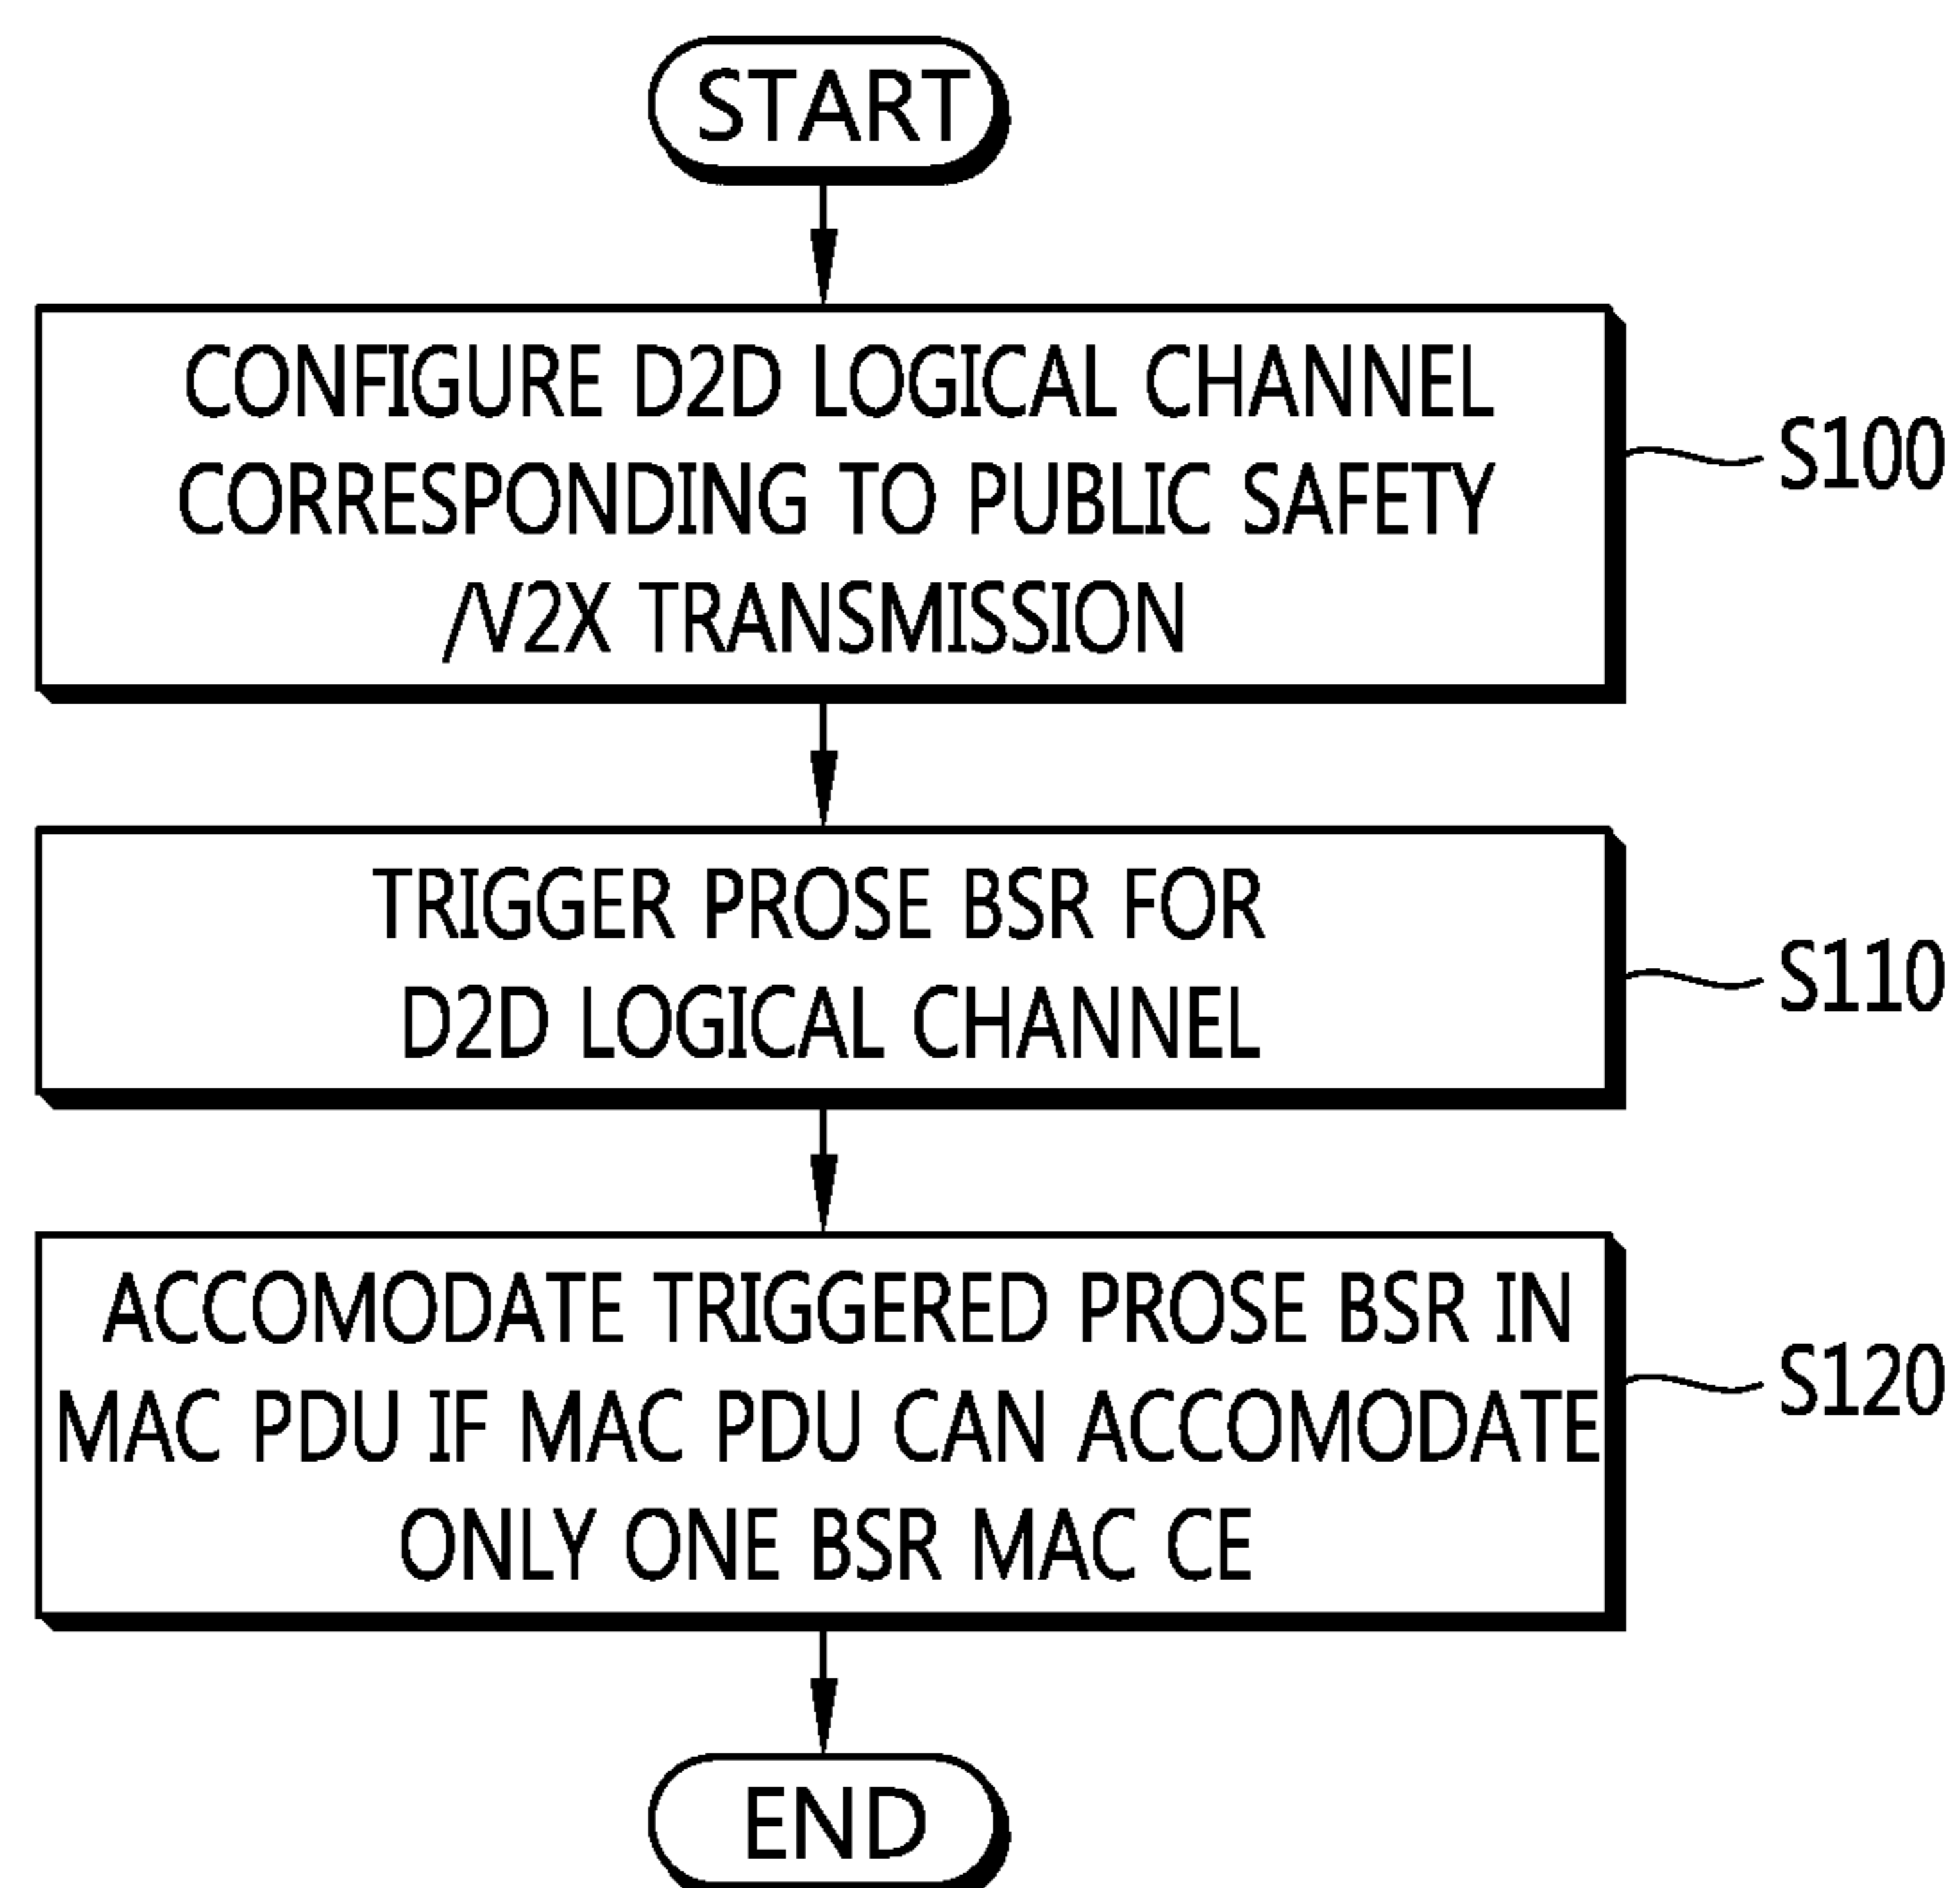 START
CONFIGURE D2D LOGICAL CHANNEL
CORRESPONDING TO PUBLIC SAFETY
/V2X TRANSMISSION
S100
TRIGGER PROSE BSR FOR
D2D LOGICAL CHANNEL
S110
ACCOMODATE TRIGGERED PROSE BSR IN
MAC PDU IF MAC PDU CAN ACCOMODATE
ONLY ONE BSR MAC CE
S120
END